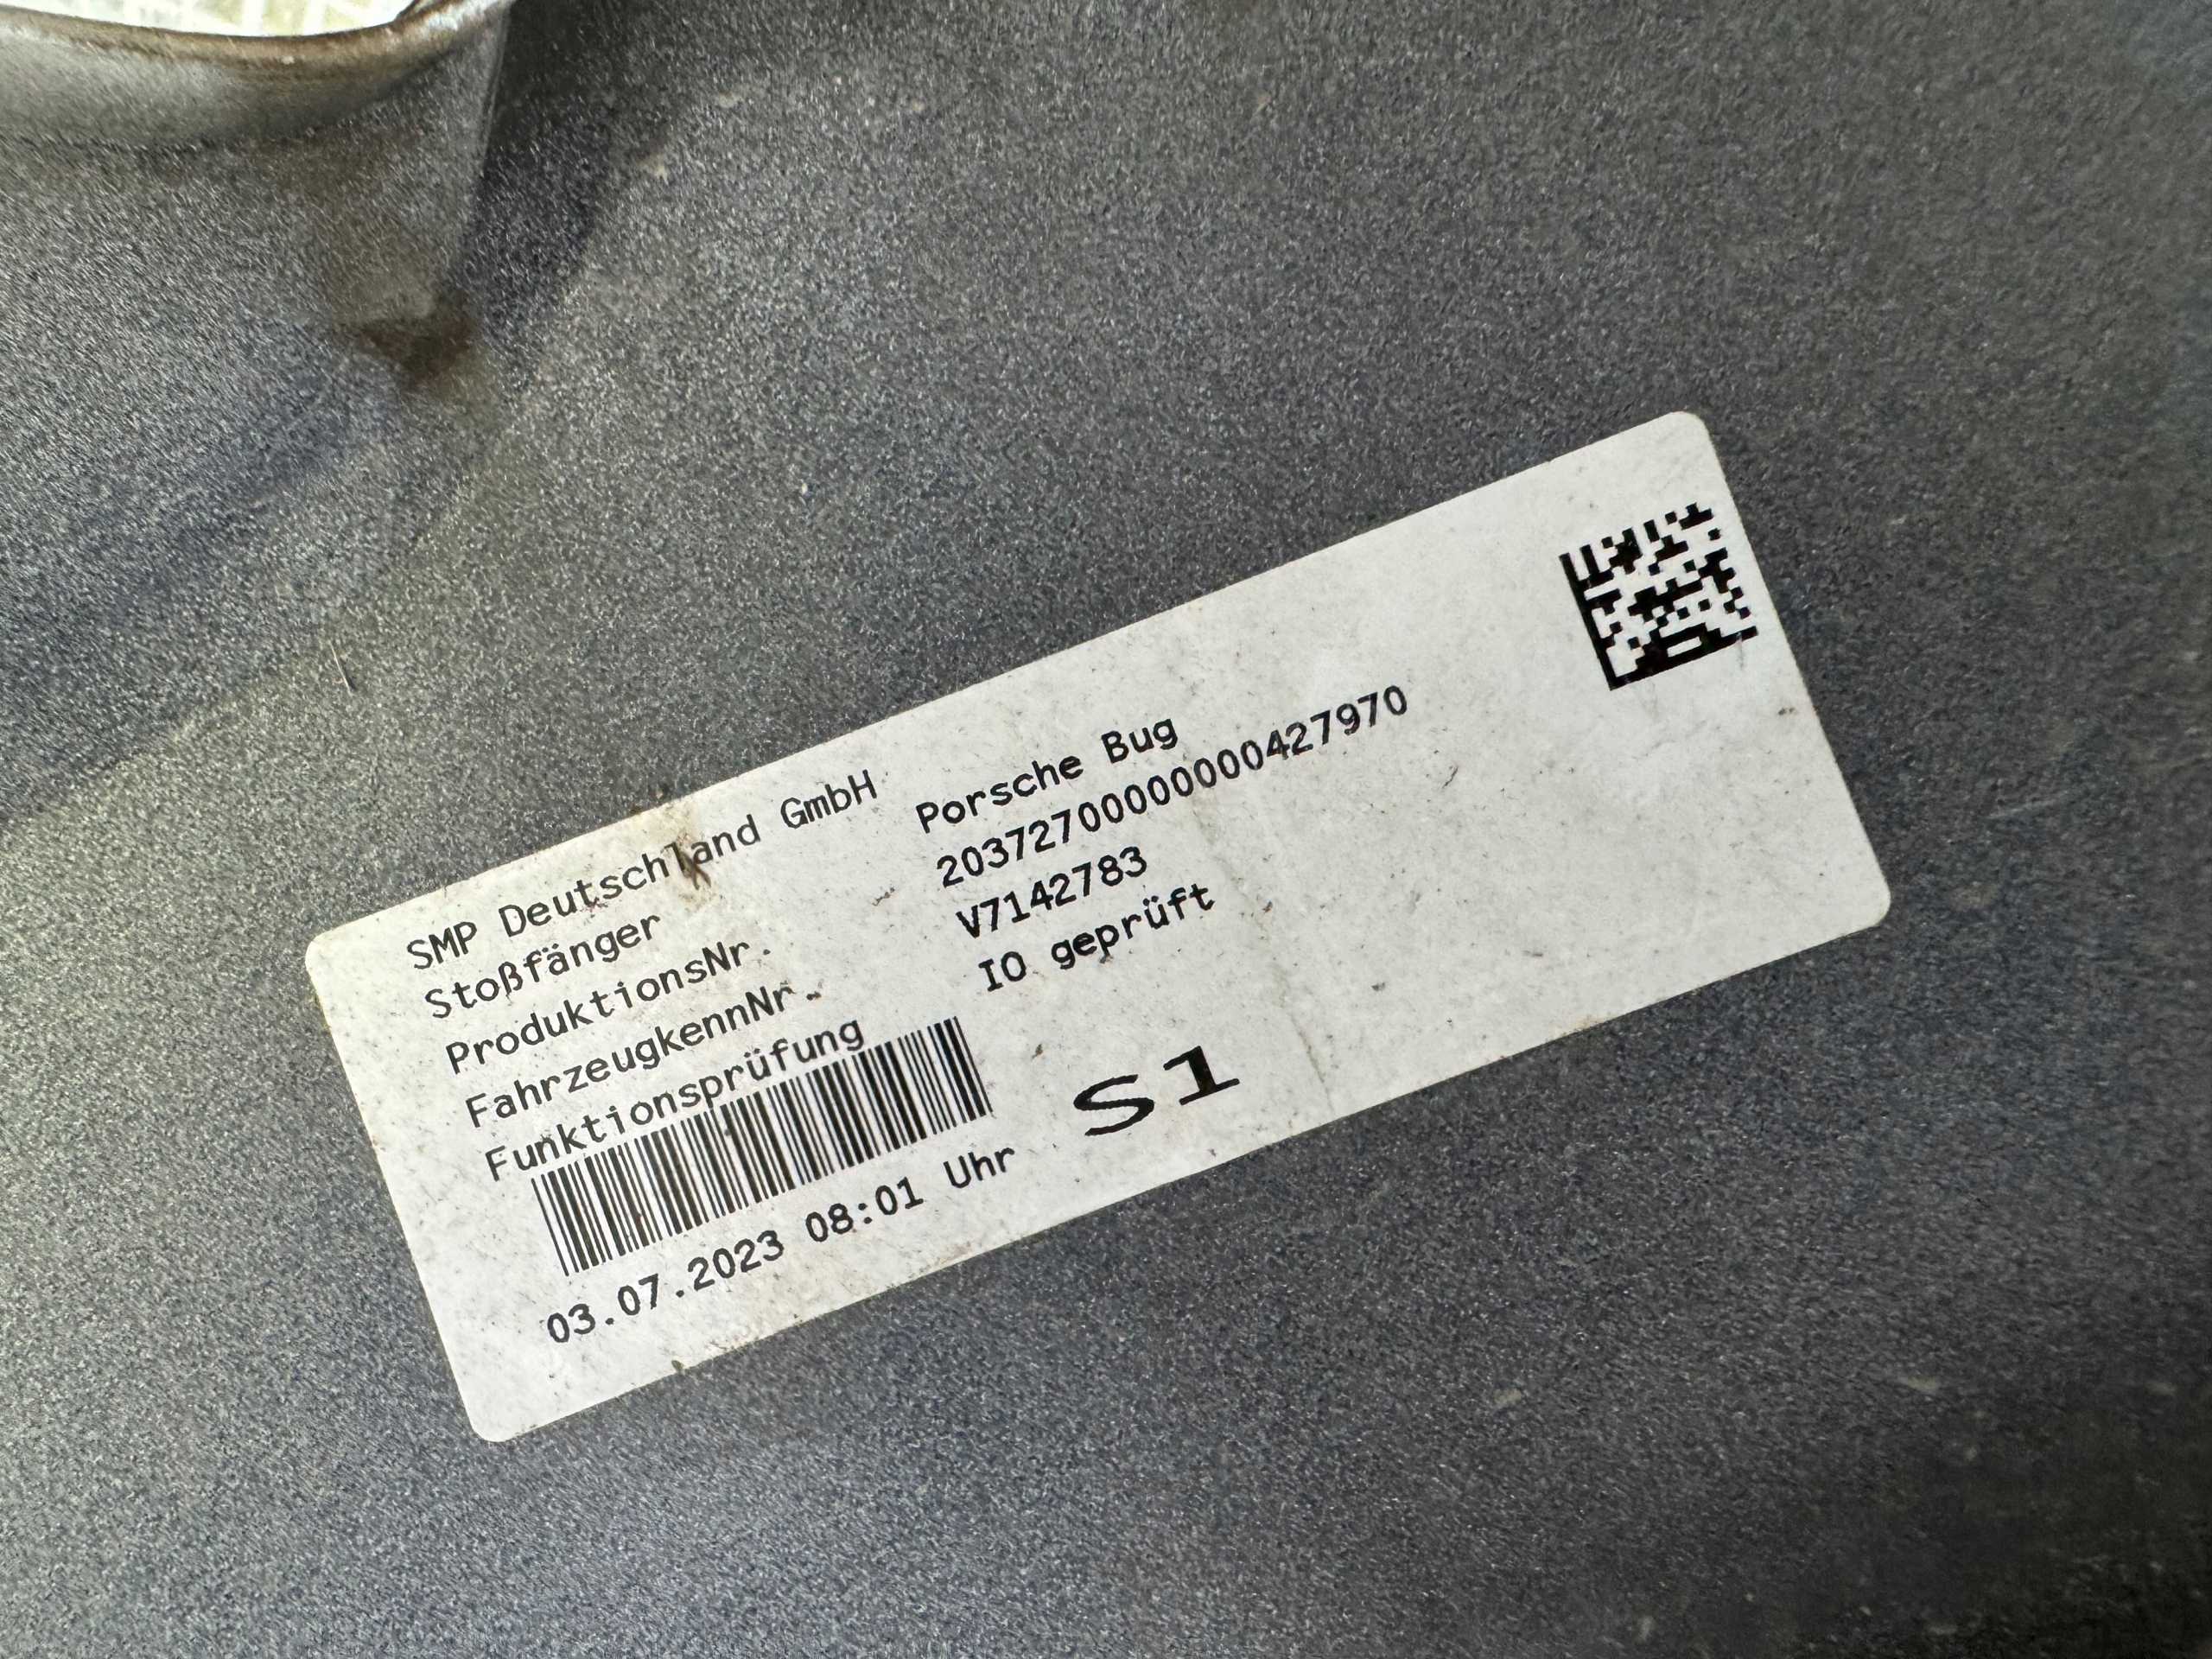 SMP Deutschland GmbH
Stoßfänger Porsche Bug
ProduktionsNr. 2037270000000427970
FahrzeugkennNr. V7142783
Funktionsprüfung IO geprüft
S1
03.07.2023 08:01 Uhr